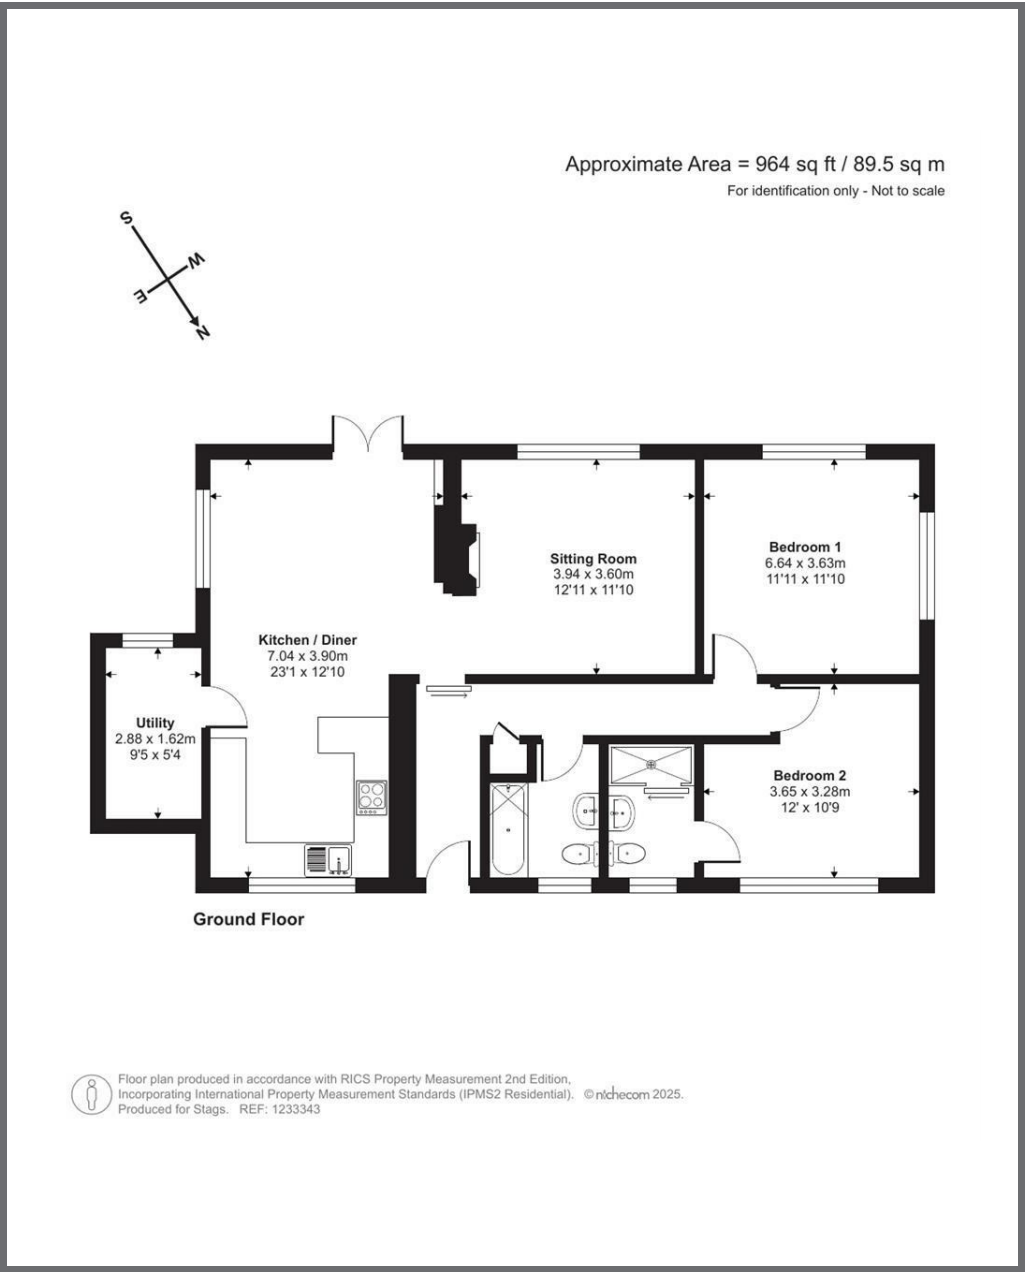 Approximate Area = 964 sq ft / 89.5 sq m
For identification only - Not to scale
S
W
E
N
Sitting Room
3.94 x 3.60m
12'11 x 11'10
Bedroom 1
6.64 x 3.63m
11'11 x 11'10
Kitchen / Diner
7.04 x 3.90m
23'1 x 12'10
Utility
2.88 x 1.62m
9'5 x 5'4
Bedroom 2
3.65 x 3.28m
12' x 10'9
Ground Floor
Floor plan produced in accordance with RICS Property Measurement 2nd Edition,
Incorporating International Property Measurement Standards (IPMS2 Residential). © nichecom 2025.
Produced for Stags. REF: 1233343